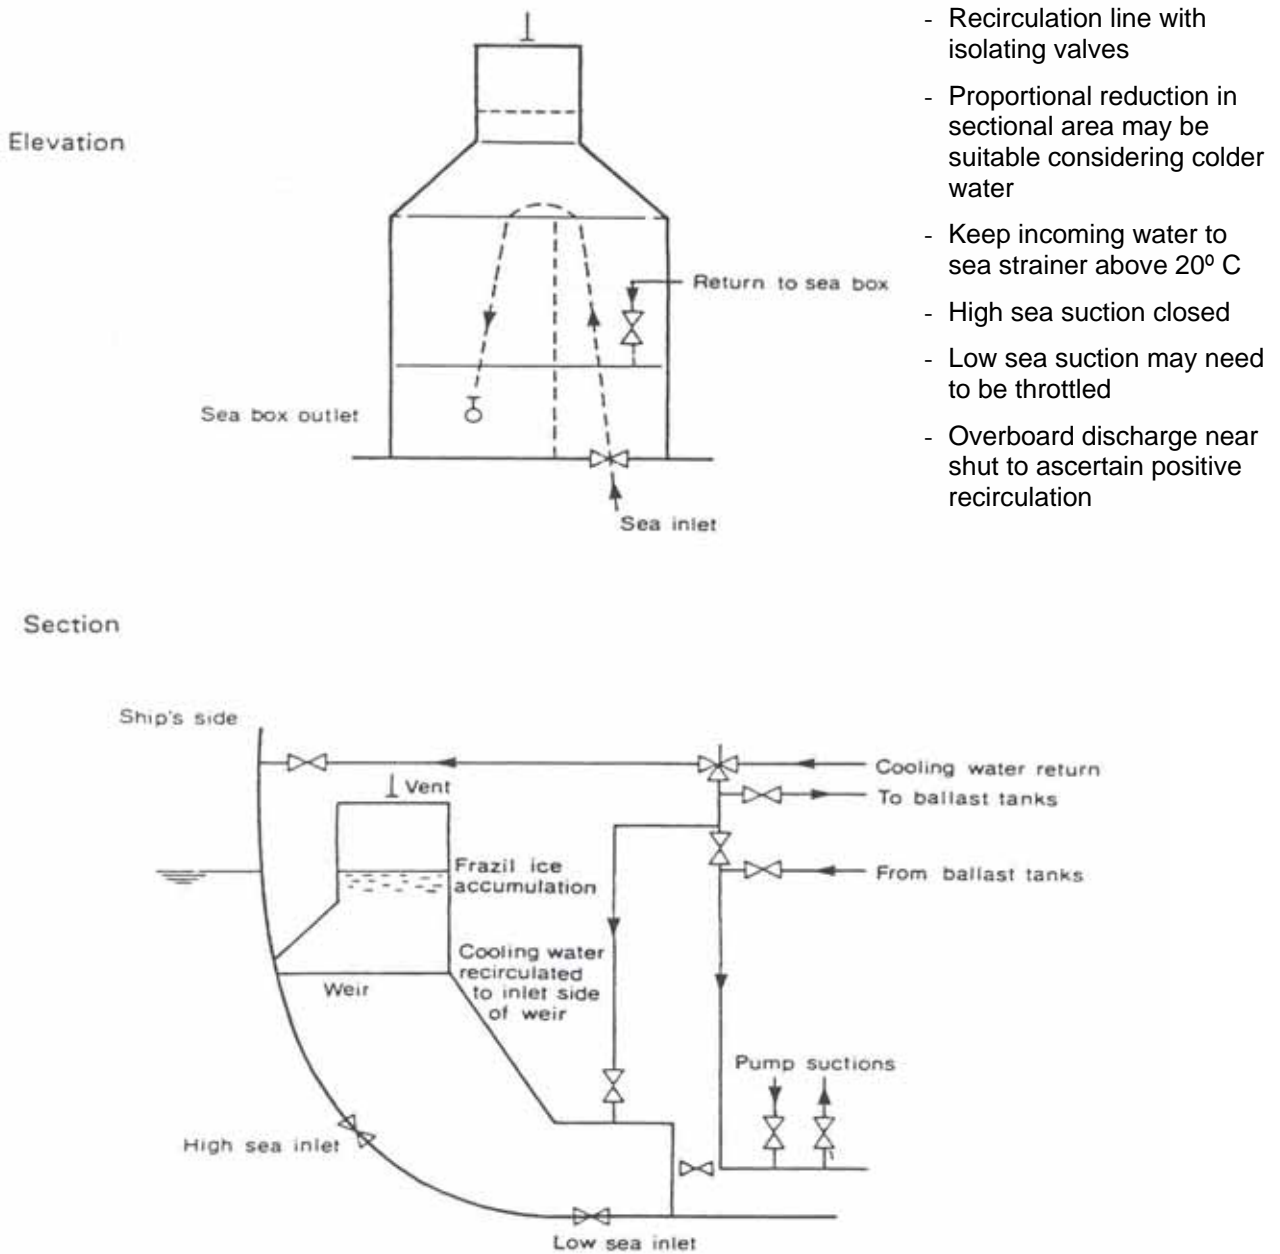 - Recirculation line with
isolating valves
- Proportional reduction in
sectional area may be
suitable considering colder
water
- Keep incoming water to
sea strainer above 20º C
- High sea suction closed
- Low sea suction may need
to be throttled
- Overboard discharge near
shut to ascertain positive
recirculation
Elevation
Return to sea box
Sea box outlet
Sea inlet
Section
Ship's side
Cooling water return
Vent
To ballast tanks
Frazil ice
accumulation
From ballast tanks
Cooling water
recirculated
to inlet side
of weir
Weir
Pump suctions
High sea inlet
Low sea inlet